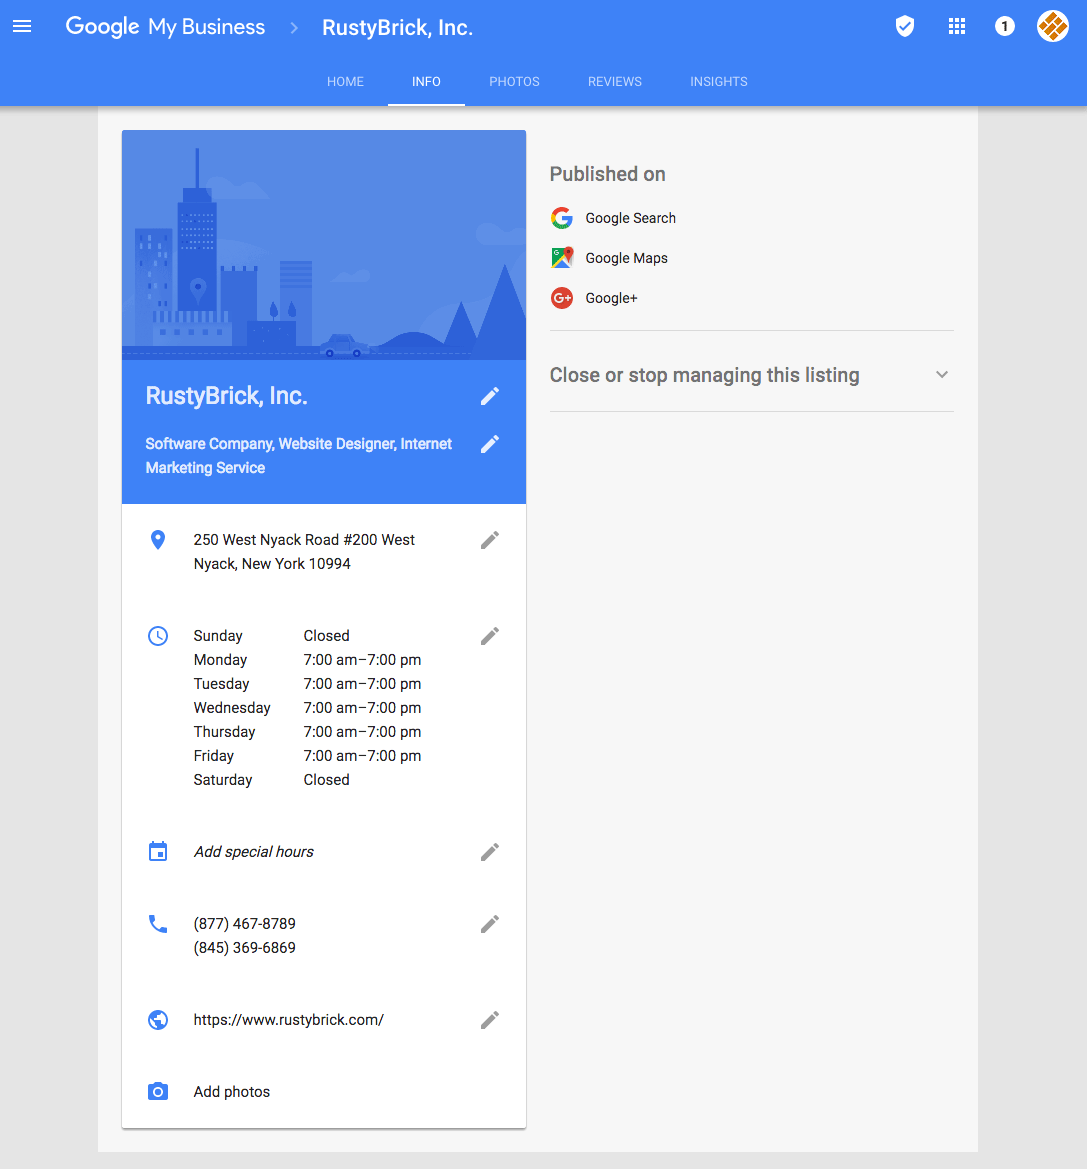 Google My Business > RustyBrick, Inc. 1
HOME INFO PHOTOS REVIEWS INSIGHTS
RustyBrick, Inc.
Software Company, Website Designer, Internet
Marketing Service
250 West Nyack Road #200 West
Nyack, New York 10994
Sunday Closed
Monday 7:00 am–7:00 pm
Tuesday 7:00 am–7:00 pm
Wednesday 7:00 am–7:00 pm
Thursday 7:00 am–7:00 pm
Friday 7:00 am–7:00 pm
Saturday Closed
Add special hours
(877) 467-8789
(845) 369-6869
https://www.rustybrick.com/
Add photos
Published on
G Google Search
G Google Maps
G+ Google+
Close or stop managing this listing